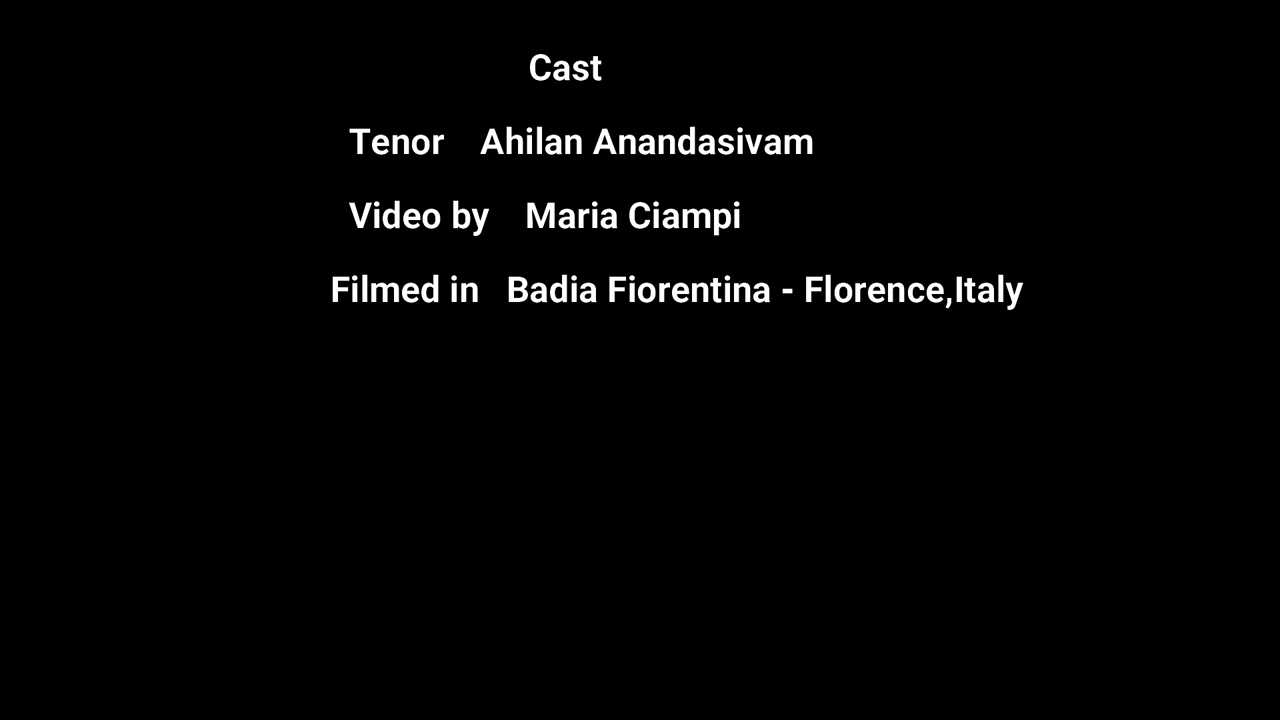 Cast
Tenor Ahilan Anandasivam
Video by Maria Ciampi
Filmed in Badia Fiorentina - Florence,Italy